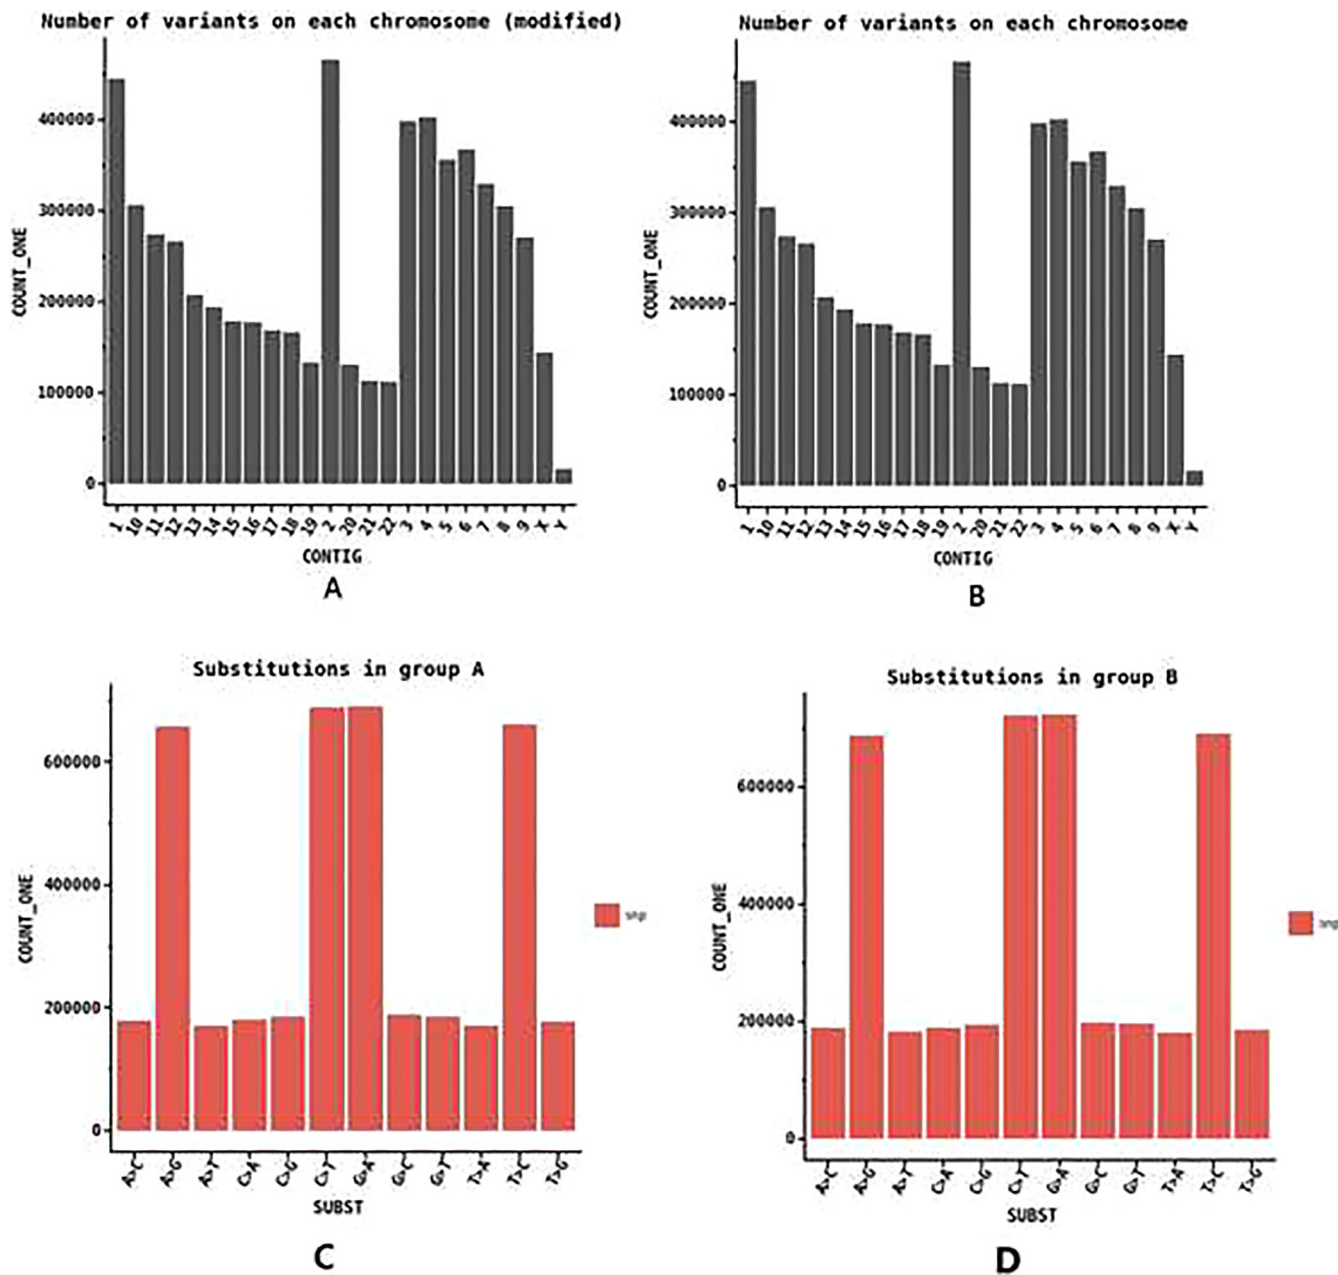 Number of variants on each chromosome (modified)
COUNT_ONE
400000
300000
200000
100000
0
1 10 11 12 13 14 15 16 17 18 19 2 20 21 22 3 4 5 6 7 8 9 X Y
CONTIG
A
Number of variants on each chromosome
COUNT_ONE
400000
300000
200000
100000
0
1 10 11 12 13 14 15 16 17 18 19 2 20 21 22 3 4 5 6 7 8 9 X Y
CONTIG
B
Substitutions in group A
COUNT_ONE
600000
400000
200000
0
A>C A>G A>T C>A C>G C>T G>A G>C G>T T>A T>C T>G
SUBST
snp
C
Substitutions in group B
COUNT_ONE
600000
400000
200000
0
A>C A>G A>T C>A C>G C>T G>A G>C G>T T>A T>C T>G
SUBST
snp
D